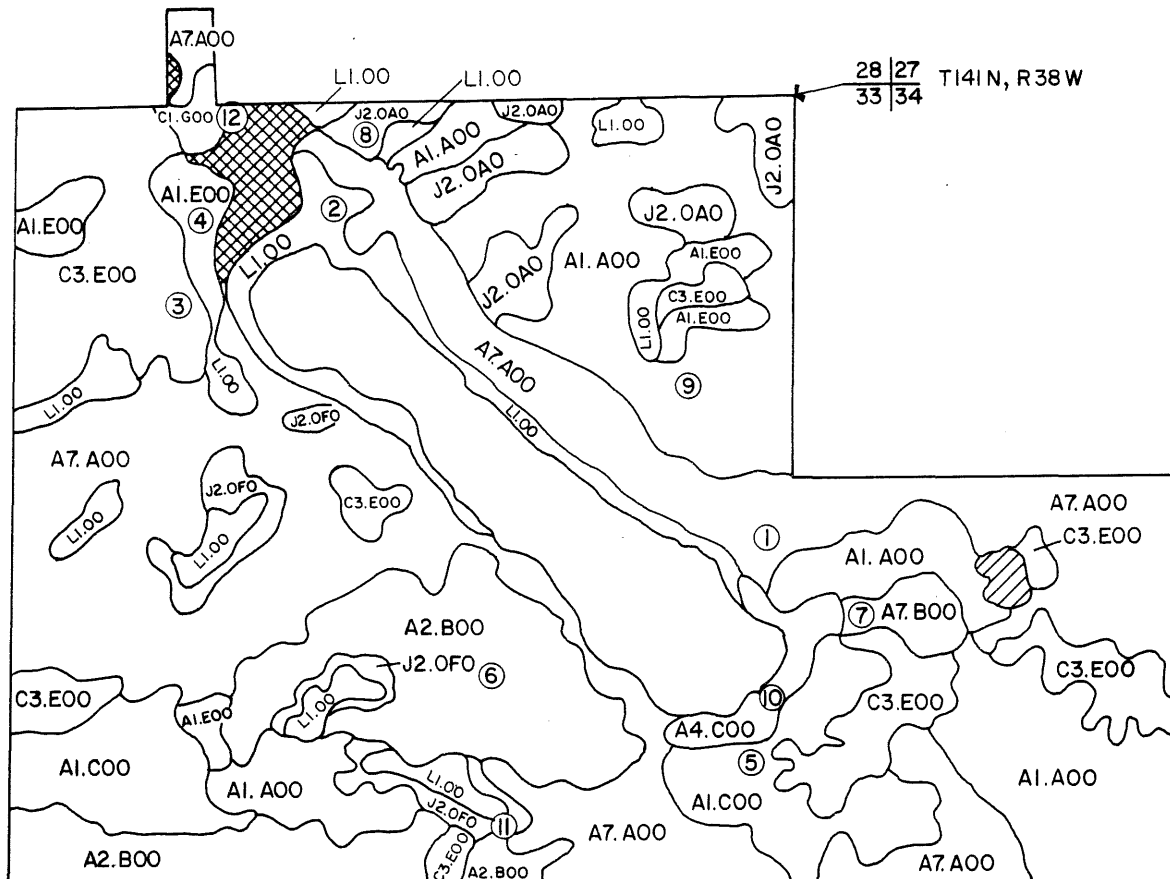 A7.A00
L1.00
L1.00
28 27
T141N, R38W
33 34
C1.G00
12
J2.0A0
8
J2.0A0
L1.00
A1.A00
J2.0A0
J2.0A0
A1.E00
4
2
A1.E00
J2.0A0
L1.00
C3.E00
J2.0A0
A1.A00
A1.E00
C3.E00
A1.E00
L1.00
3
A7.A00
L1.00
L1.00
9
L1.00
J2.0F0
A7.A00
J2.0F0
C3.E00
L1.00
L1.00
A7.A00
1
C3.E00
A1.A00
7
A7.B00
A2.B00
J2.0F0
6
C3.E00
C3.E00
C3.E00
10
L1.00
A1.E00
A4.C00
5
A1.C00
A1.A00
L1.00
J2.0F0
A1.C00
A1.A00
11
A7.A00
A2.B00
C3.E00
A2.B00
A7.A00